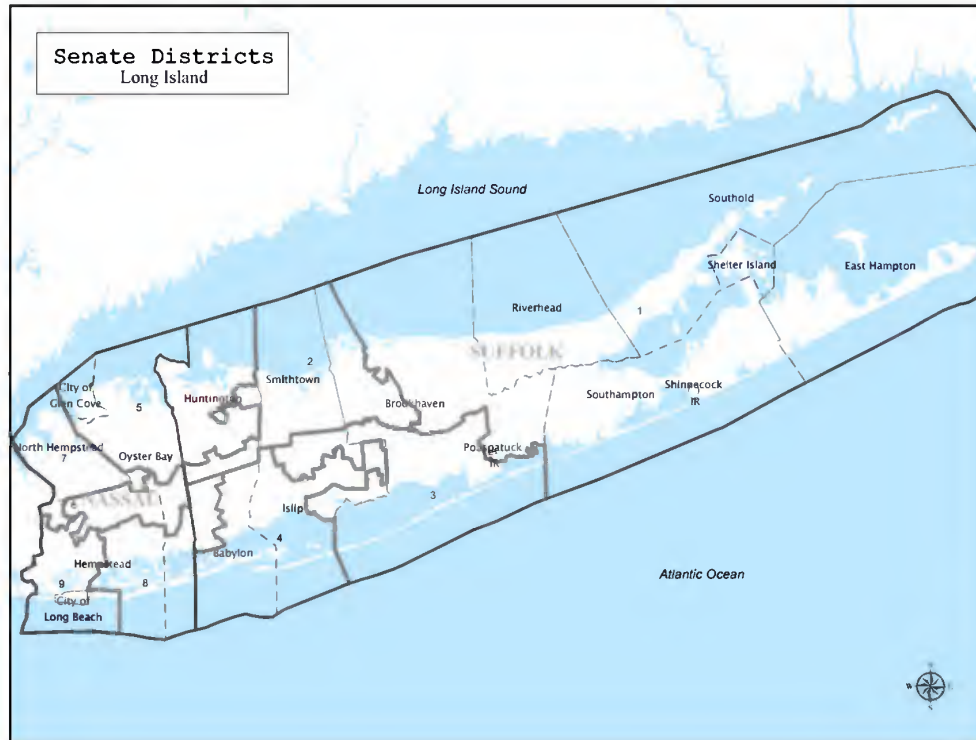 Senate Districts
Long Island
Long Island Sound
Southold
Shelter Island
East Hampton
Riverhead
1
SUFFOLK
2
Smithtown
City of
Glen Cove
5
Huntington
Brookhaven
Southampton
Shinnecock
IR
North Hempstead
7
Oyster Bay
Poospatuck
IR
NASSAU
3
Islip
4
Babylon
Hempstead
9
8
City of
Long Beach
Atlantic Ocean
N
W
E
S